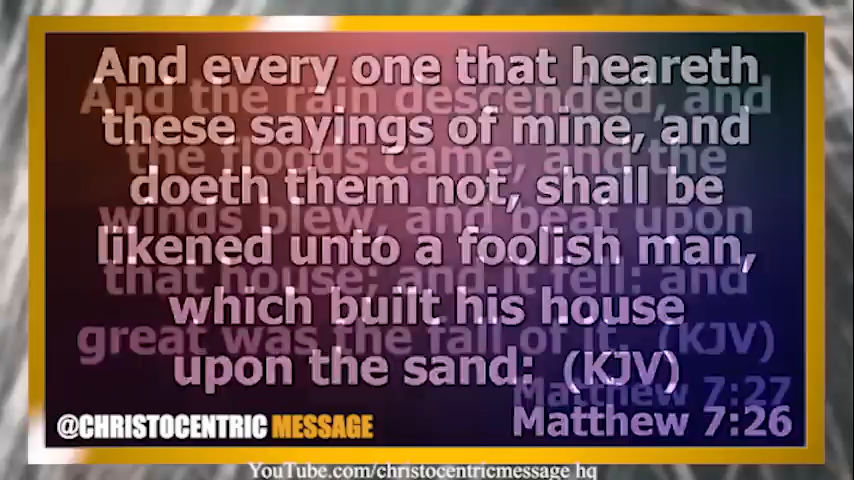 And every one that heareth
these sayings of mine, and
doeth them not, shall be
likened unto a foolish man,
which built his house
upon the sand: (KJV)
Matthew 7:26
And the rain descended, and
the floods came, and the
winds blew, and beat upon
that house; and it fell: and
great was the fall of it. (KJV)
Matthew 7:27
@CHRISTOCENTRIC MESSAGE
YouTube.com/christocentricmessage hq